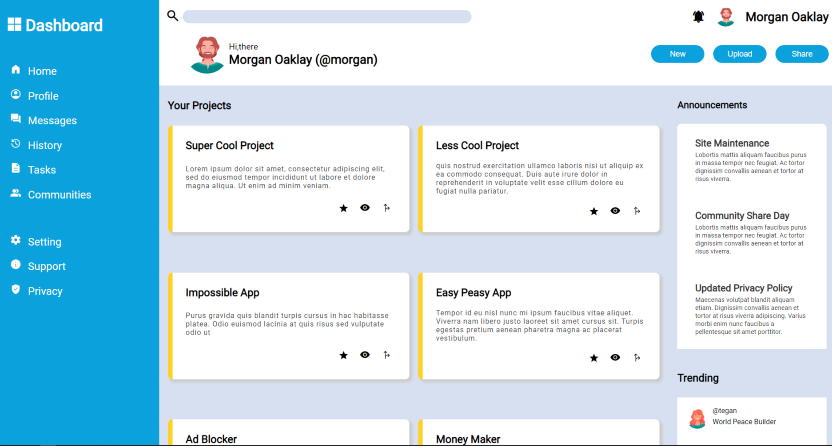 Dashboard
Home
Profile
Messages
History
Tasks
Communities
Setting
Support
Privacy
Morgan Oaklay
Hi,there
Morgan Oaklay (@morgan)
New
Upload
Share
Your Projects
Super Cool Project
Lorem ipsum dolor sit amet, consectetur adipiscing elit,
sed do eiusmod tempor incididunt ut labore et dolore
magna aliqua. Ut enim ad minim veniam.
Less Cool Project
quis nostrud exercitation ullamco laboris nisi ut aliquip ex
ea commodo consequat. Duis aute irure dolor in
reprehenderit in voluptate velit esse cillum dolore eu
fugiat nulla pariatur.
Impossible App
Purus gravida quis blandit turpis cursus in hac habitasse
platea. Odio euismod lacinia at quis risus sed vulputate
odio ut
Easy Peasy App
Tempor id eu nisl nunc mi ipsum faucibus vitae aliquet.
Viverra nam libero justo laoreet sit amet cursus sit. Turpis
egestas pretium aenean pharetra magna ac placerat
vestibulum.
Ad Blocker
Money Maker
Announcements
Site Maintenance
Lobortis mattis aliquam faucibus purus
in massa tempor nec feugiat. Ac tortor
dignissim convallis aenean et tortor at
risus viverra.
Community Share Day
Lobortis mattis aliquam faucibus purus
in massa tempor nec feugiat. Ac tortor
dignissim convallis aenean et tortor at
risus viverra.
Updated Privacy Policy
Maecenas volutpat blandit aliquam
etiam. Dignissim convallis aenean et
tortor at risus viverra adipiscing. Varius
morbi enim nunc faucibus a
pellentesque sit amet porttitor.
Trending
@tegan
World Peace Builder